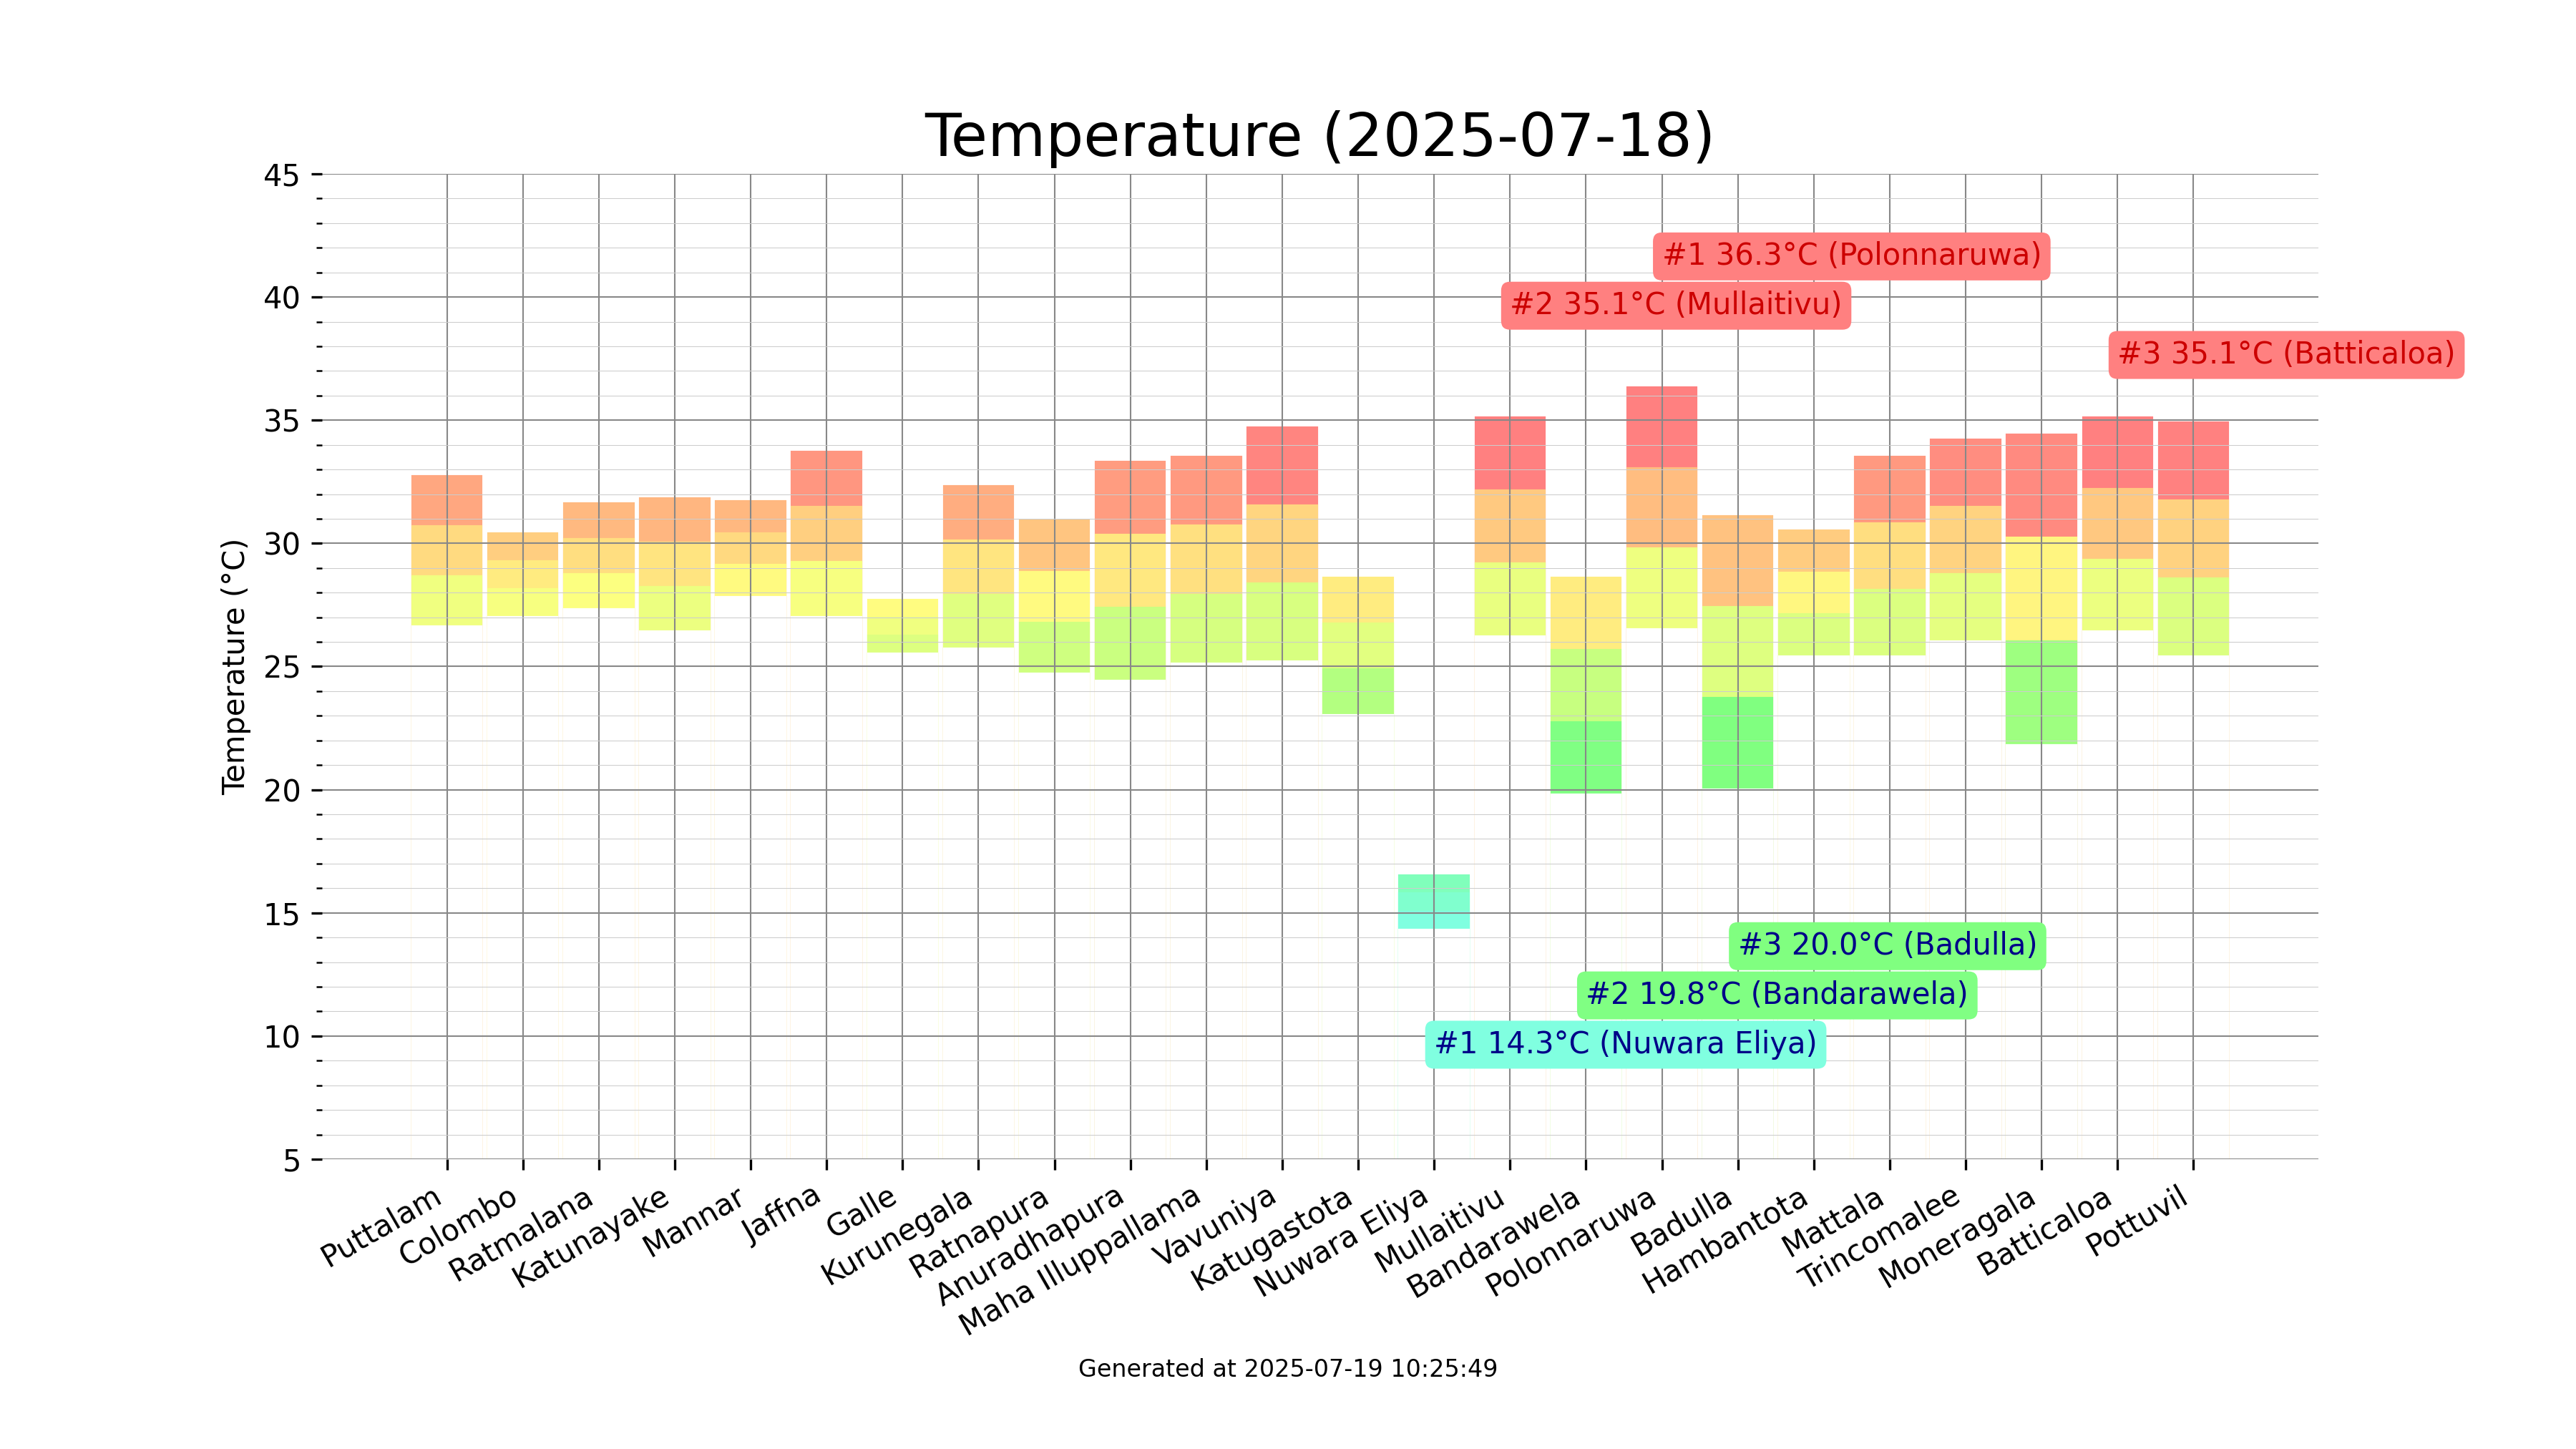 Temperature (2025-07-18)
45
40
35
30
25
20
15
10
5
Temperature (°C)
#1 36.3°C (Polonnaruwa)
#2 35.1°C (Mullaitivu)
#3 35.1°C (Batticaloa)
#3 20.0°C (Badulla)
#2 19.8°C (Bandarawela)
#1 14.3°C (Nuwara Eliya)
Puttalam
Colombo
Ratmalana
Katunayake
Mannar
Jaffna
Galle
Kurunegala
Ratnapura
Anuradhapura
Maha Illuppallama
Vavuniya
Katugastota
Nuwara Eliya
Mullaitivu
Bandarawela
Polonnaruwa
Badulla
Hambantota
Mattala
Trincomalee
Moneragala
Batticaloa
Pottuvil
Generated at 2025-07-19 10:25:49